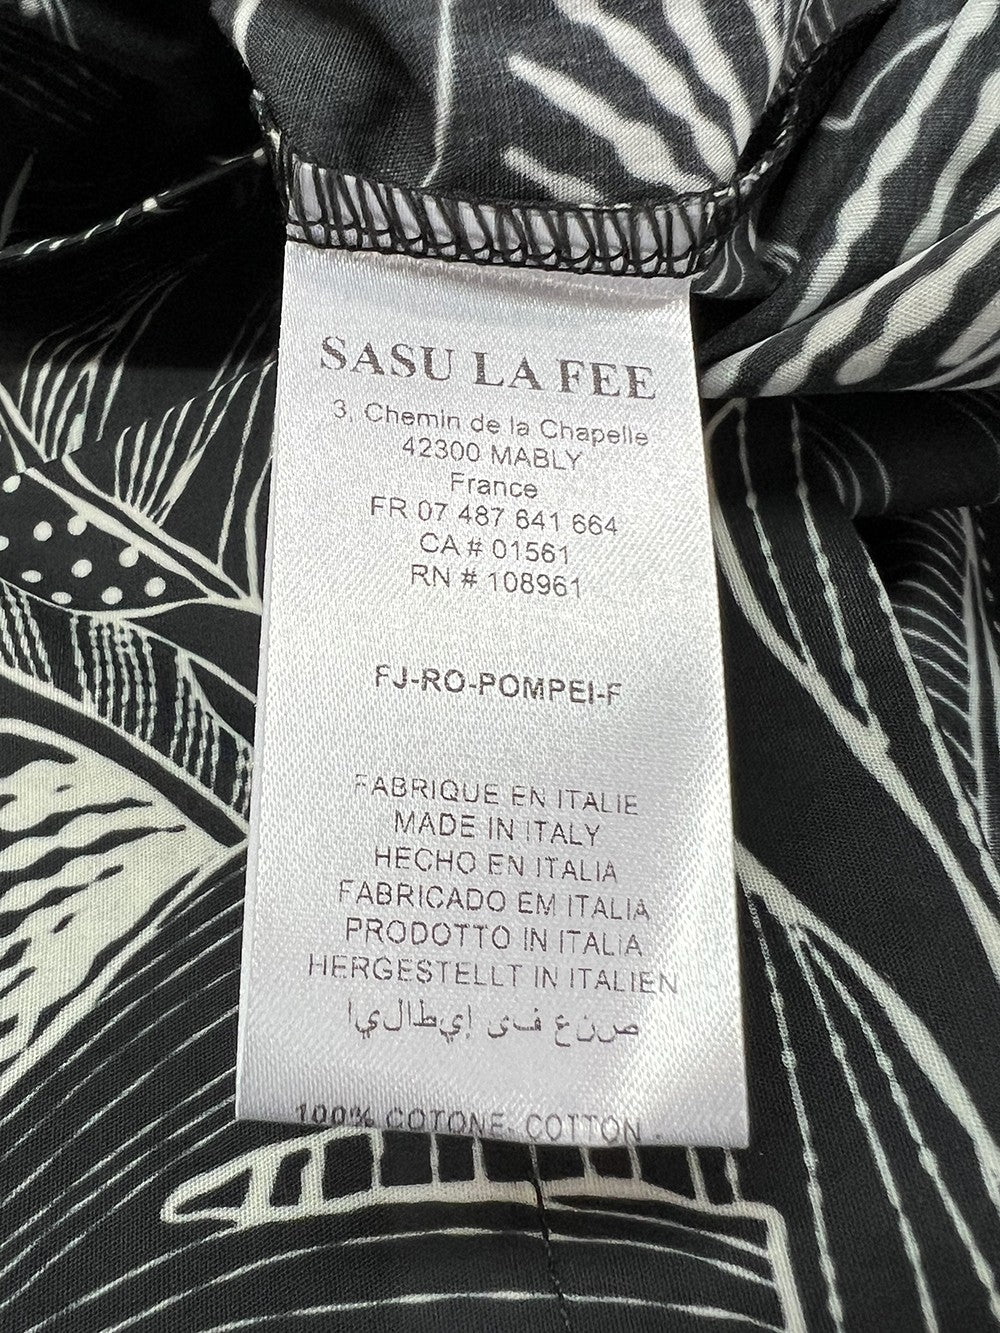 SASU LA FEE
3, Chemin de la Chapelle
42300 MABLY
France
FR 07 487 641 664
CA # 01561
RN # 108961
FJ-RO-POMPEI-F
FABRIQUE EN ITALIE
MADE IN ITALY
HECHO EN ITALIA
FABRICADO EM ITALIA
PRODOTTO IN ITALIA
HERGESTELLT IN ITALIEN
صنع فى إيطاليا
100% COTONE, COTTON